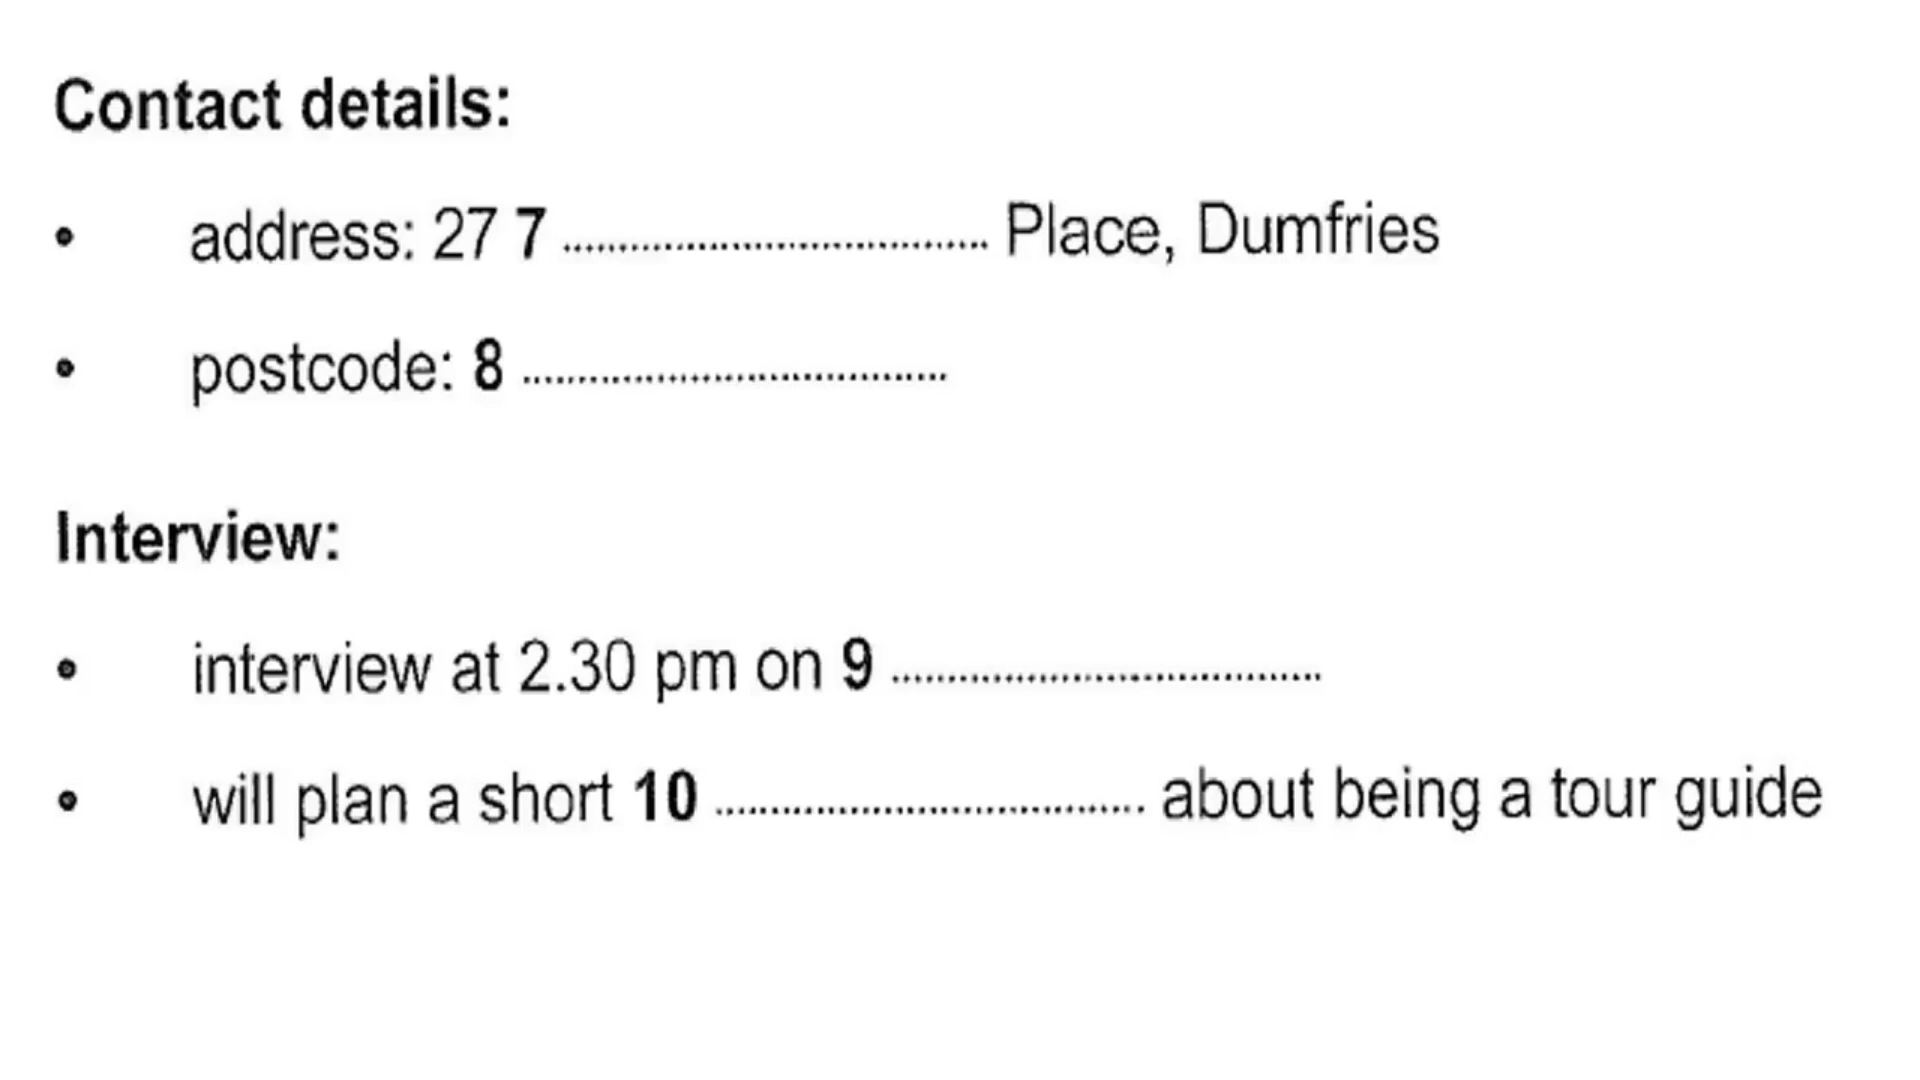 Contact details:
• address: 27 7 ........................................ Place, Dumfries
• postcode: 8 ........................................
Interview:
• interview at 2.30 pm on 9 ........................................
• will plan a short 10 ........................................ about being a tour guide